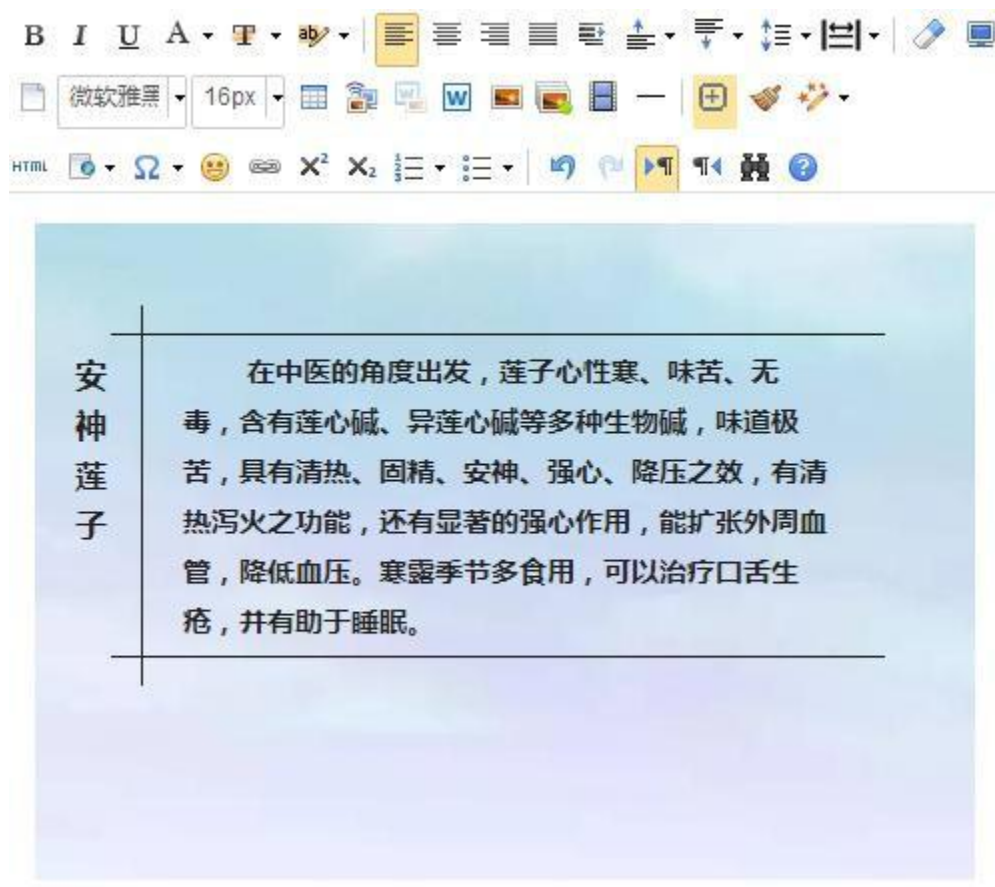 B I U A T ab
微软雅黑 16px W
HTML Ω X² X₂
安神莲子
在中医的角度出发，莲子心性寒、味苦、无
毒，含有莲心碱、异莲心碱等多种生物碱，味道极
苦，具有清热、固精、安神、强心、降压之效，有清
热泻火之功能，还有显著的强心作用，能扩张外周血
管，降低血压。寒露季节多食用，可以治疗口舌生
疮，并有助于睡眠。